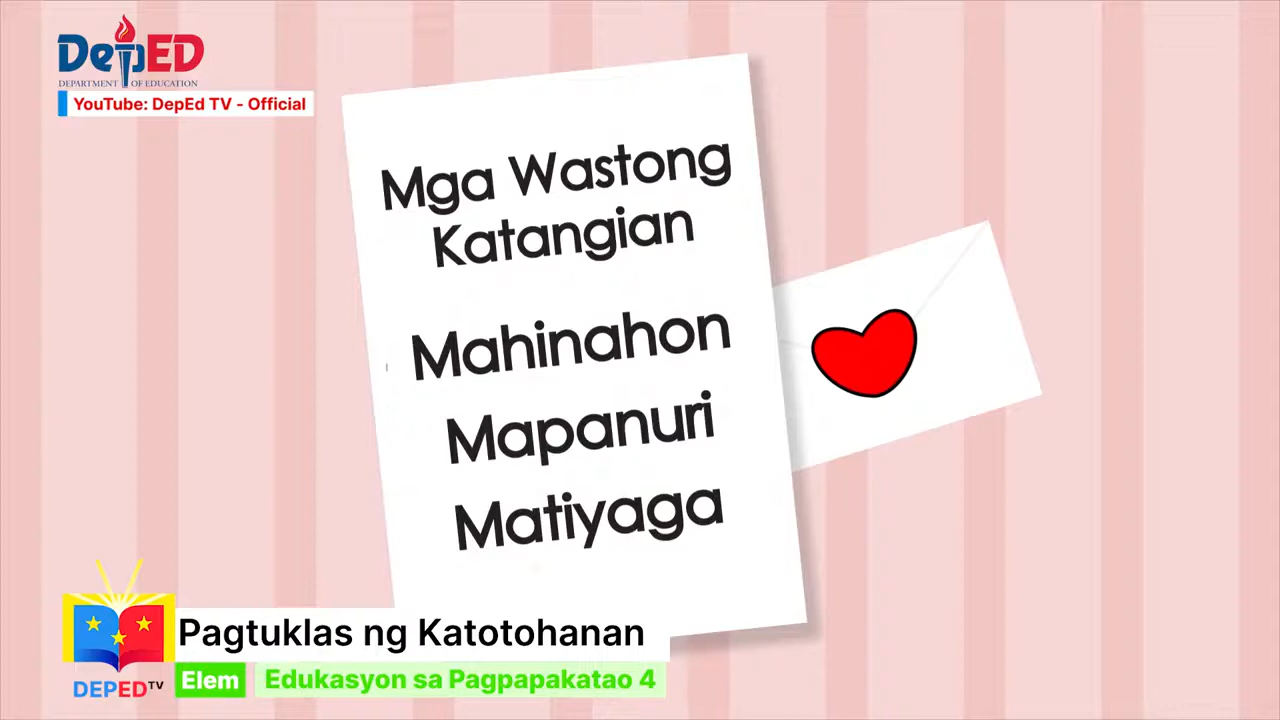 DepED
DEPARTMENT OF EDUCATION
YouTube: DepEd TV - Official
Mga Wastong
Katangian
Mahinahon
Mapanuri
Matiyaga
Pagtuklas ng Katotohanan
DEPED TV
Elem
Edukasyon sa Pagpapakatao 4